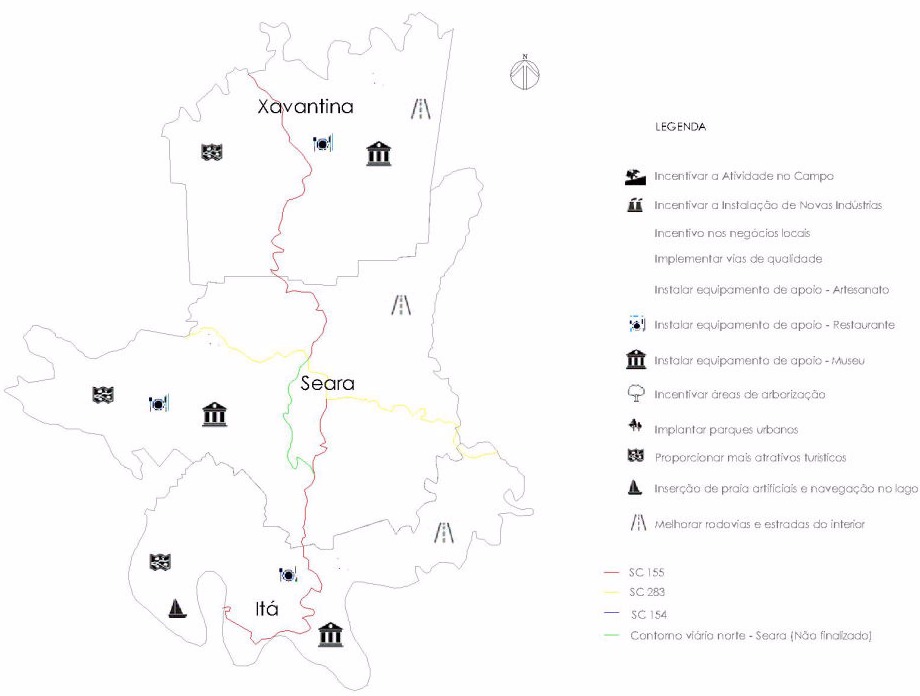 N
Xavantina
Seara
Itá
LEGENDA
Incentivar a Atividade no Campo
Incentivar a Instalação de Novas Indústrias
Incentivo nos negócios locais
Implementar vias de qualidade
Instalar equipamento de apoio - Artesanato
Instalar equipamento de apoio - Restaurante
Instalar equipamento de apoio - Museu
Incentivar áreas de arborização
Implantar parques urbanos
Proporcionar mais atrativos turísticos
Inserção de praia artificiais e navegação no lago
Melhorar rodovias e estradas do interior
SC 155
SC 283
SC 154
Contorno viário norte - Seara (Não finalizado)